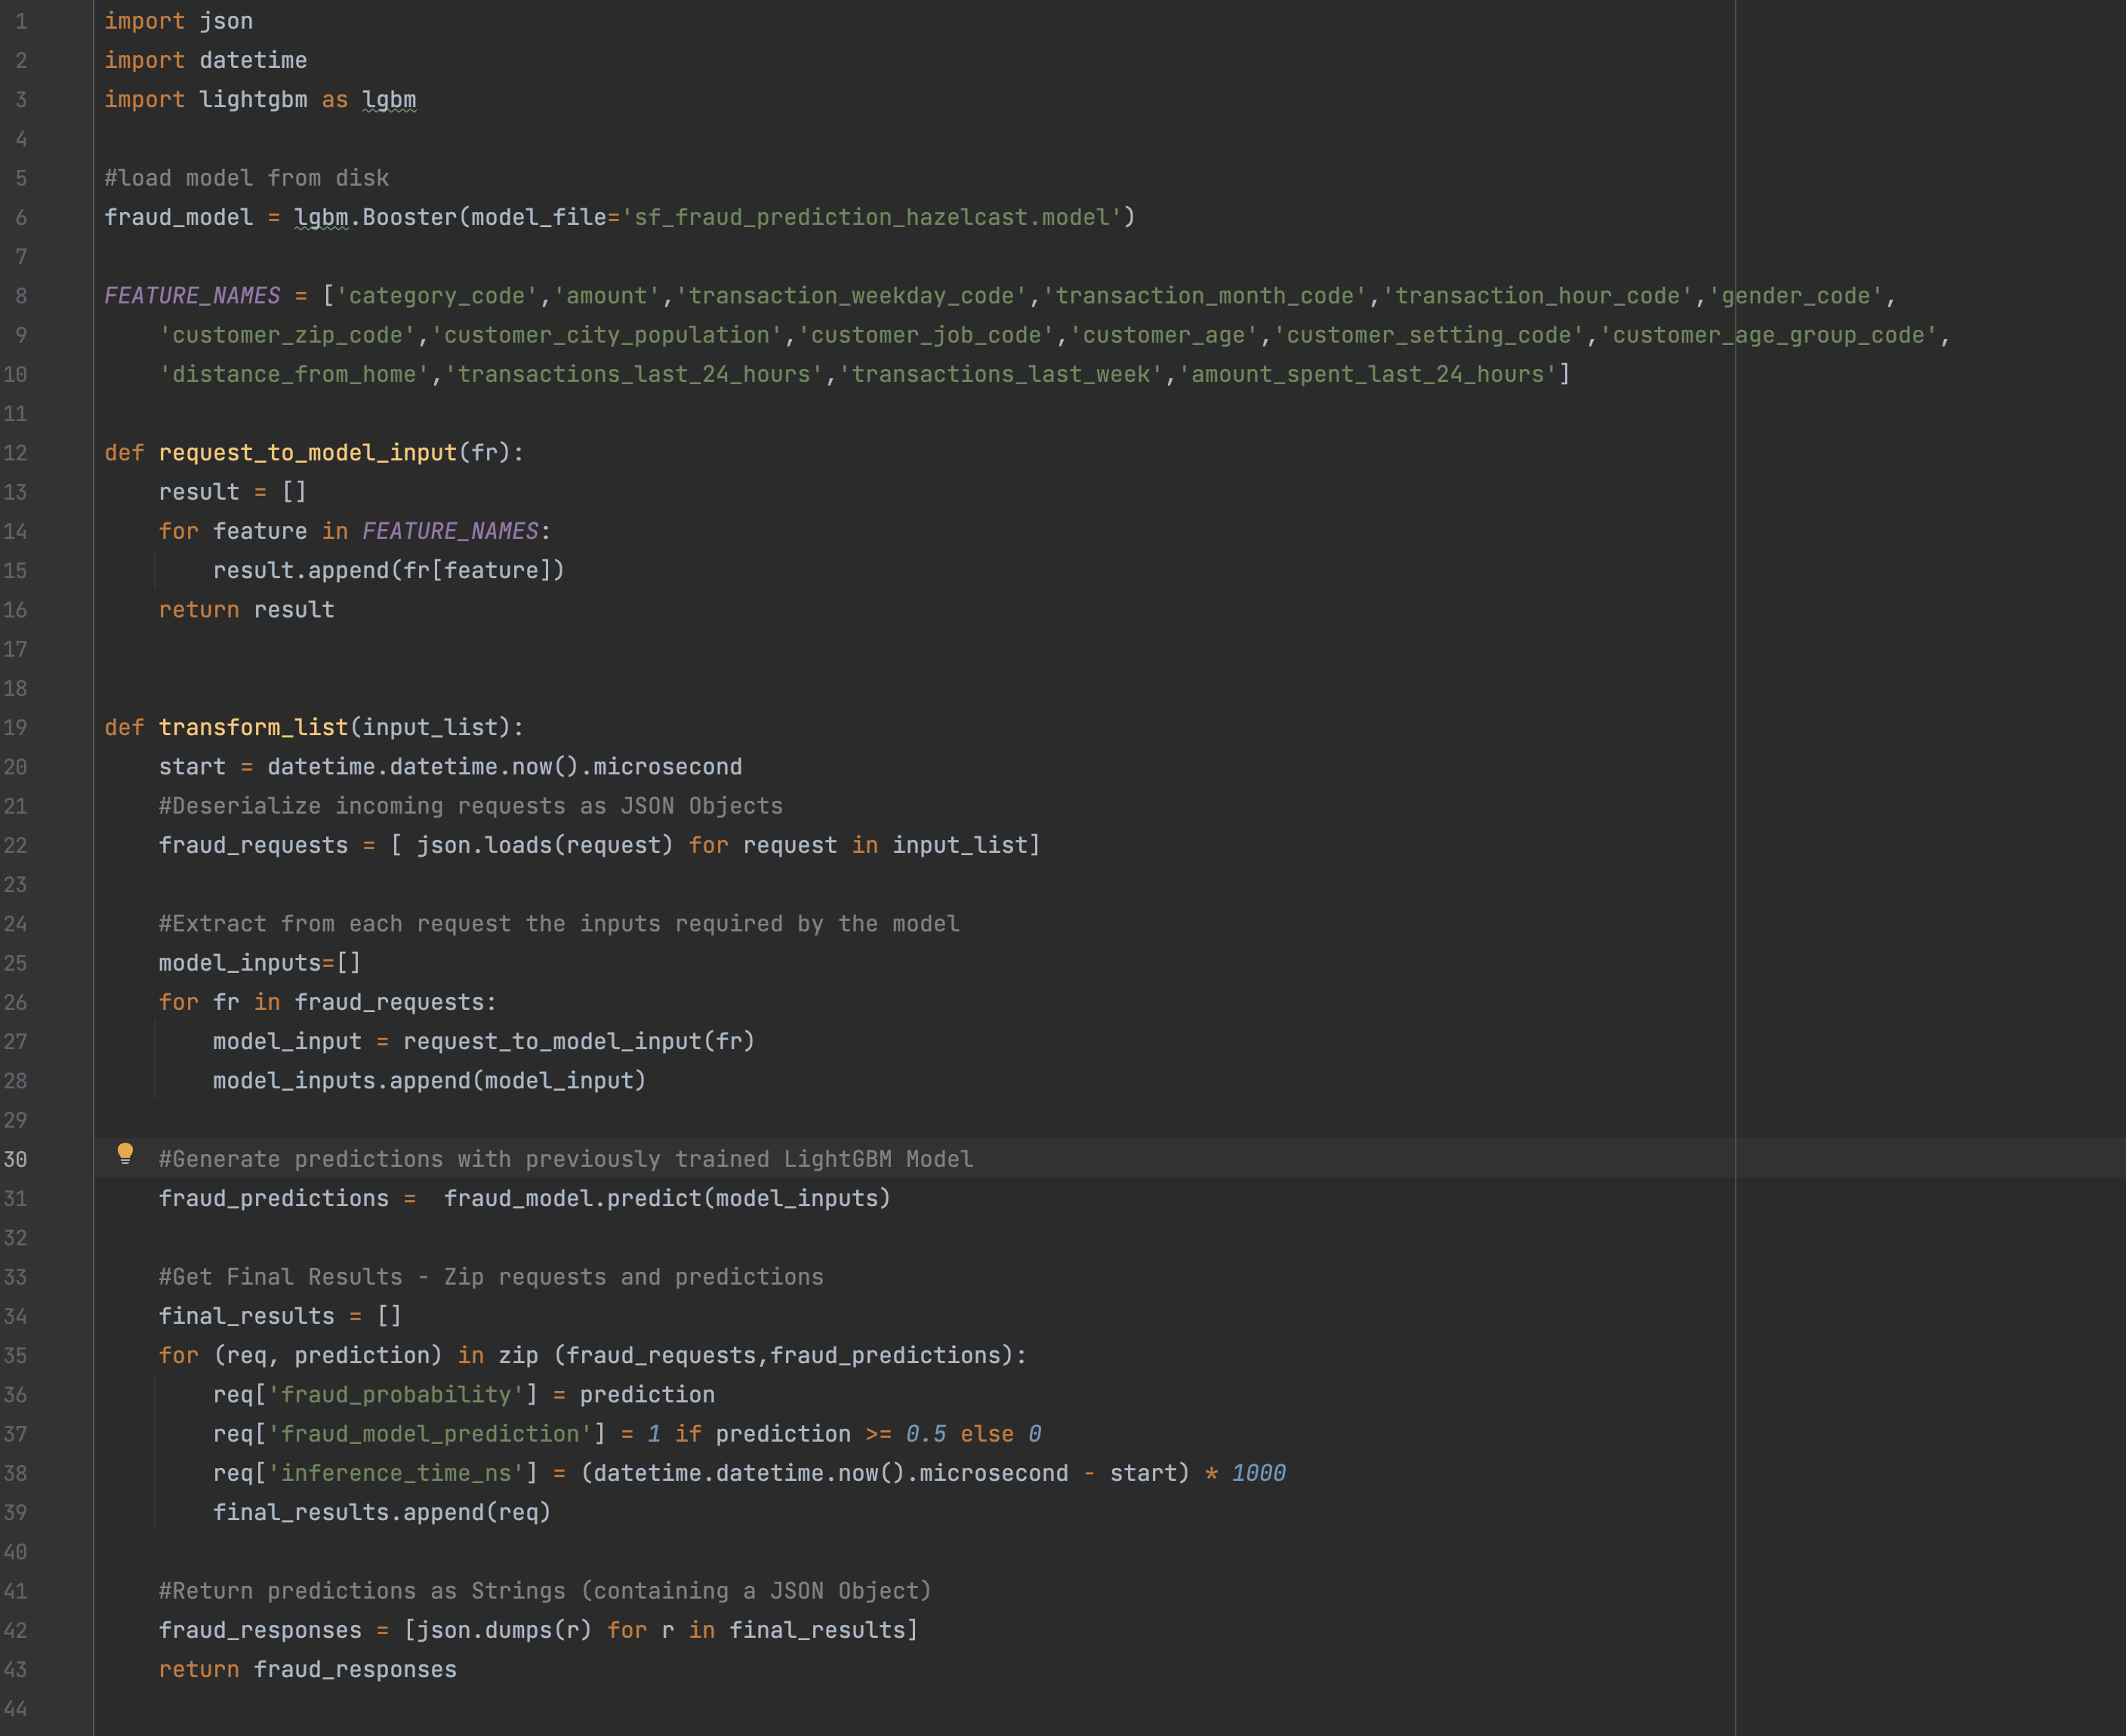 1 import json
2 import datetime
3 import lightgbm as lgbm
4
5 #load model from disk
6 fraud_model = lgbm.Booster(model_file='sf_fraud_prediction_hazelcast.model')
7
8 FEATURE_NAMES = ['category_code','amount','transaction_weekday_code','transaction_month_code','transaction_hour_code','gender_code',
9     'customer_zip_code','customer_city_population','customer_job_code','customer_age','customer_setting_code','customer_age_group_code',
10     'distance_from_home','transactions_last_24_hours','transactions_last_week','amount_spent_last_24_hours']
11
12 def request_to_model_input(fr):
13     result = []
14     for feature in FEATURE_NAMES:
15         result.append(fr[feature])
16     return result
17
18
19 def transform_list(input_list):
20     start = datetime.datetime.now().microsecond
21     #Deserialize incoming requests as JSON Objects
22     fraud_requests = [ json.loads(request) for request in input_list]
23
24     #Extract from each request the inputs required by the model
25     model_inputs=[]
26     for fr in fraud_requests:
27         model_input = request_to_model_input(fr)
28         model_inputs.append(model_input)
29
30     #Generate predictions with previously trained LightGBM Model
31     fraud_predictions =  fraud_model.predict(model_inputs)
32
33     #Get Final Results - Zip requests and predictions
34     final_results = []
35     for (req, prediction) in zip (fraud_requests,fraud_predictions):
36         req['fraud_probability'] = prediction
37         req['fraud_model_prediction'] = 1 if prediction >= 0.5 else 0
38         req['inference_time_ns'] = (datetime.datetime.now().microsecond - start) * 1000
39         final_results.append(req)
40
41     #Return predictions as Strings (containing a JSON Object)
42     fraud_responses = [json.dumps(r) for r in final_results]
43     return fraud_responses
44